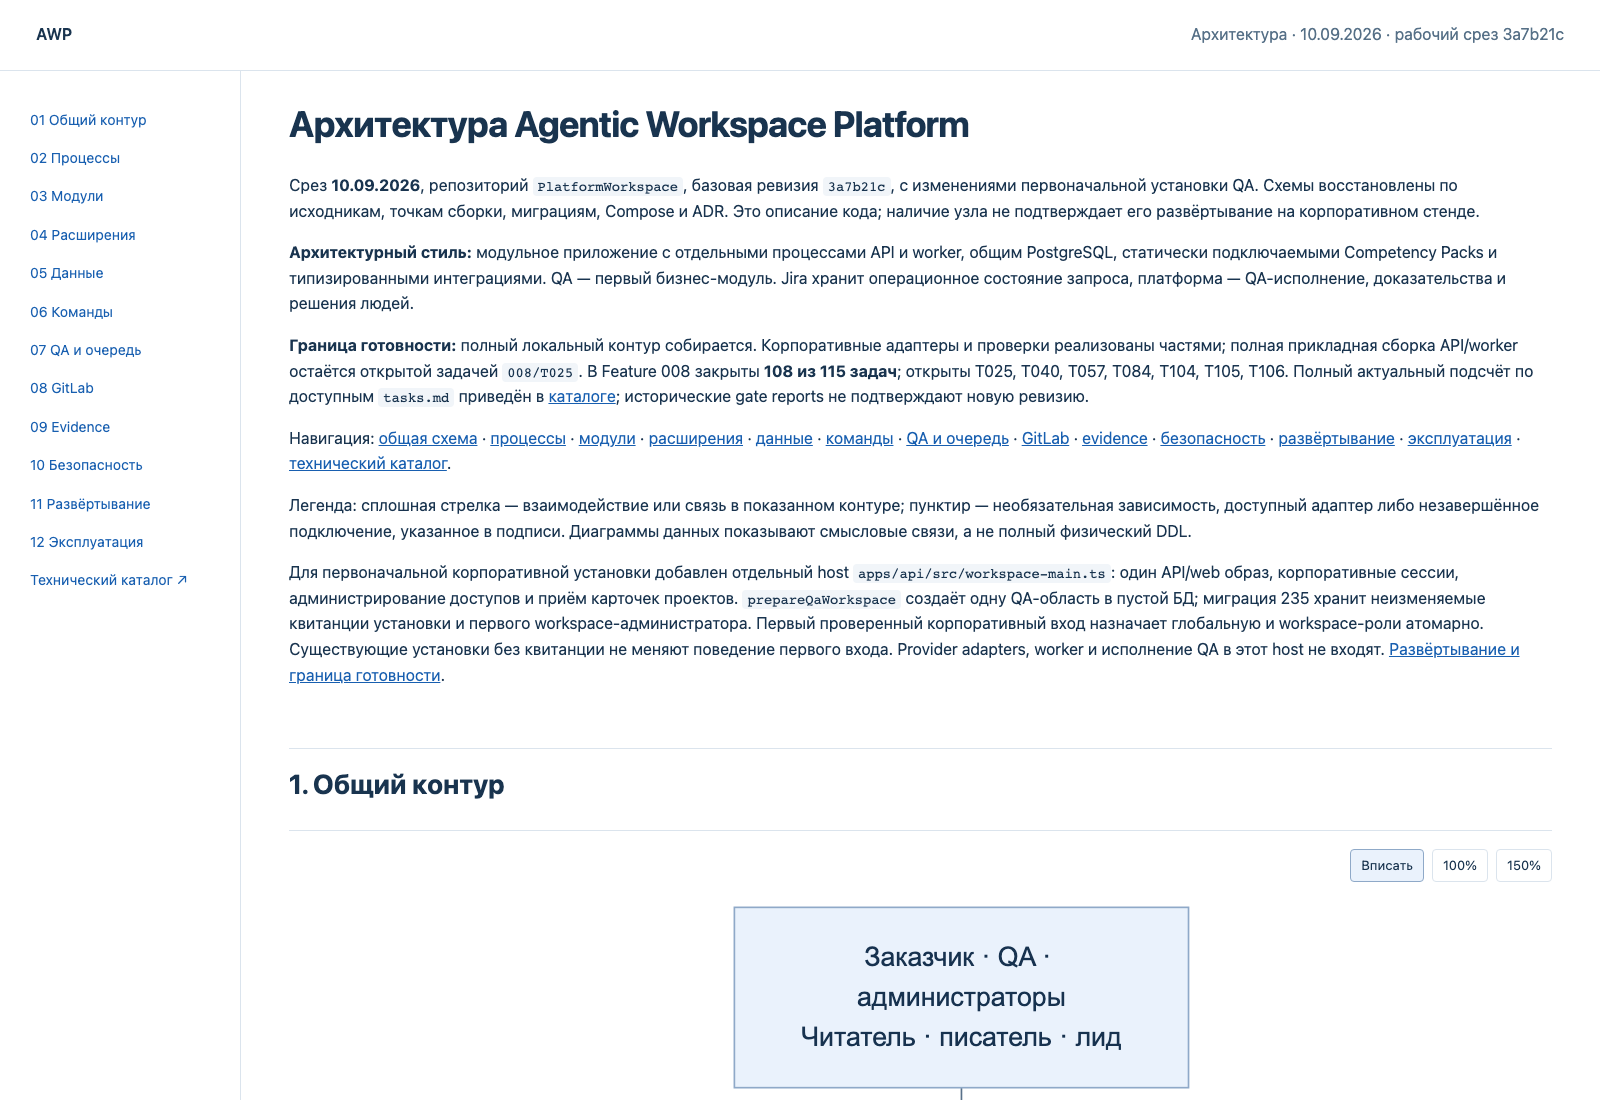 AWP
Архитектура · 10.09.2026 · рабочий срез 3a7b21c
01 Общий контур
02 Процессы
03 Модули
04 Расширения
05 Данные
06 Команды
07 QA и очередь
08 GitLab
09 Evidence
10 Безопасность
11 Развёртывание
12 Эксплуатация
Технический каталог ↗
Архитектура Agentic Workspace Platform
Срез 10.09.2026, репозиторий PlatformWorkspace, базовая ревизия 3a7b21c, с изменениями первоначальной установки QA. Схемы восстановлены по
исходникам, точкам сборки, миграциям, Compose и ADR. Это описание кода; наличие узла не подтверждает его развёртывание на корпоративном стенде.
Архитектурный стиль: модульное приложение с отдельными процессами API и worker, общим PostgreSQL, статически подключаемыми Competency Packs и
типизированными интеграциями. QA — первый бизнес-модуль. Jira хранит операционное состояние запроса, платформа — QA-исполнение, доказательства и
решения людей.
Граница готовности: полный локальный контур собирается. Корпоративные адаптеры и проверки реализованы частями; полная прикладная сборка API/worker
остаётся открытой задачей 008/T025. В Feature 008 закрыты 108 из 115 задач; открыты T025, T040, T057, T084, T104, T105, T106. Полный актуальный подсчёт по
доступным tasks.md приведён в каталоге; исторические gate reports не подтверждают новую ревизию.
Навигация: общая схема · процессы · модули · расширения · данные · команды · QA и очередь · GitLab · evidence · безопасность · развёртывание · эксплуатация ·
технический каталог.
Легенда: сплошная стрелка — взаимодействие или связь в показанном контуре; пунктир — необязательная зависимость, доступный адаптер либо незавершённое
подключение, указанное в подписи. Диаграммы данных показывают смысловые связи, а не полный физический DDL.
Для первоначальной корпоративной установки добавлен отдельный host apps/api/src/workspace-main.ts: один API/web образ, корпоративные сессии,
администрирование доступов и приём карточек проектов. prepareQaWorkspace создаёт одну QA-область в пустой БД; миграция 235 хранит неизменяемые
квитанции установки и первого workspace-администратора. Первый проверенный корпоративный вход назначает глобальную и workspace-роли атомарно.
Существующие установки без квитанции не меняют поведение первого входа. Provider adapters, worker и исполнение QA в этот host не входят. Развёртывание и
граница готовности.
1. Общий контур
Вписать
100%
150%
Заказчик · QA ·
администраторы
Читатель · писатель · лид